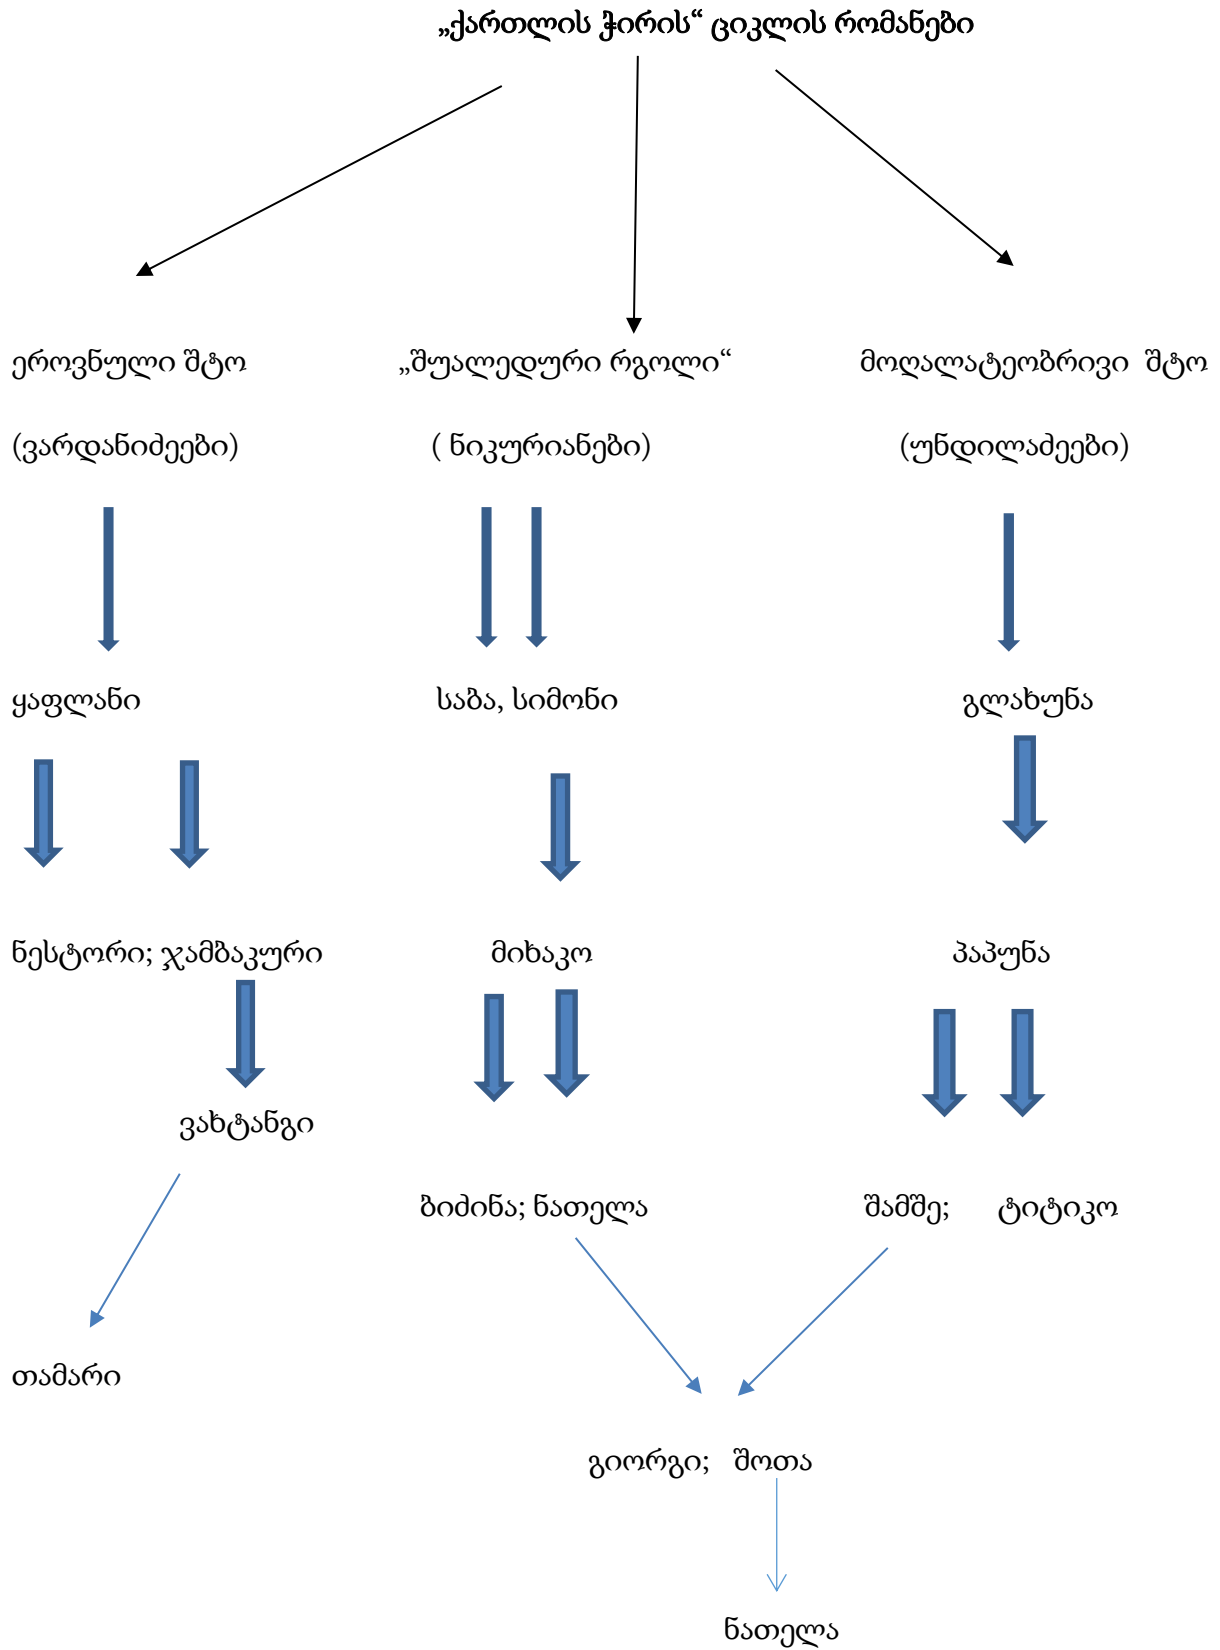 „ქართლის ჭირის“ ციკლის რომანები
ეროვნული შტო „შუალედური რგოლი“ მოღალატეობრივი შტო
(ვარდანიძეები) ( ნიკურიანები) (უნდილაძეები)
ყაფლანი საბა, სიმონი გლახუნა
ნესტორი; ჯამბაკური მიხაკო პაპუნა
ვახტანგი
ბიძინა; ნათელა შამშე; ტიტიკო
თამარი
გიორგი; შოთა
ნათელა